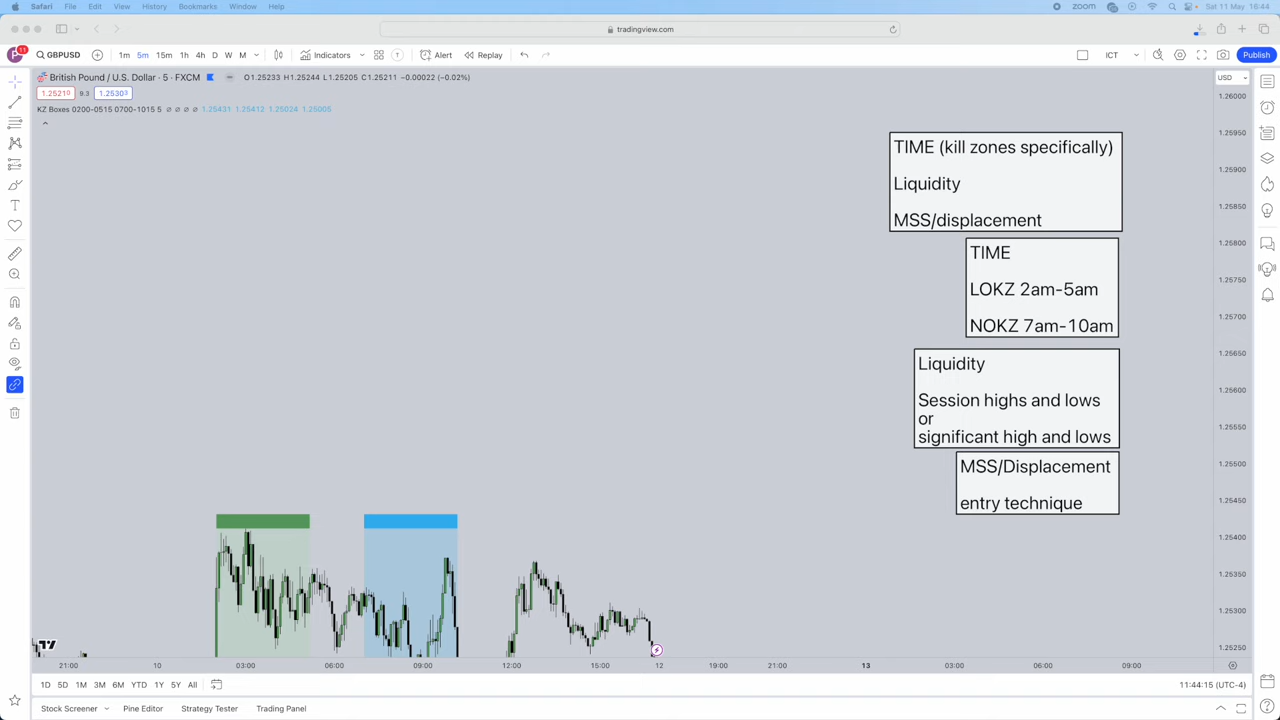 Safari File Edit View History Bookmarks Window Help
zoom
Sat 11 May 16:44
tradingview.com
11
GBPUSD
1m 5m 15m 1h 4h D W M
Indicators
T
Alert
Replay
ICT
Publish
British Pound / U.S. Dollar · 5 · FXCM
O1.25233 H1.25244 L1.25205 C1.25211 −0.00022 (−0.02%)
1.25210 9.3 1.25303
KZ Boxes 0200-0515 0700-1015 5 ∅ ∅ ∅ ∅ 1.25431 1.25412 1.25024 1.25005
USD
1.26000
1.25950
1.25900
1.25850
1.25800
1.25750
1.25700
1.25650
1.25600
1.25550
1.25500
1.25450
1.25400
1.25350
1.25300
1.25250
TIME (kill zones specifically)
Liquidity
MSS/displacement
TIME
LOKZ 2am-5am
NOKZ 7am-10am
Liquidity
Session highs and lows
or
significant high and lows
MSS/Displacement
entry technique
21:00 10 03:00 06:00 09:00 12:00 15:00 12 19:00 21:00 13 03:00 06:00 09:00
1D 5D 1M 3M 6M YTD 1Y 5Y All
11:44:15 (UTC-4)
Stock Screener Pine Editor Strategy Tester Trading Panel